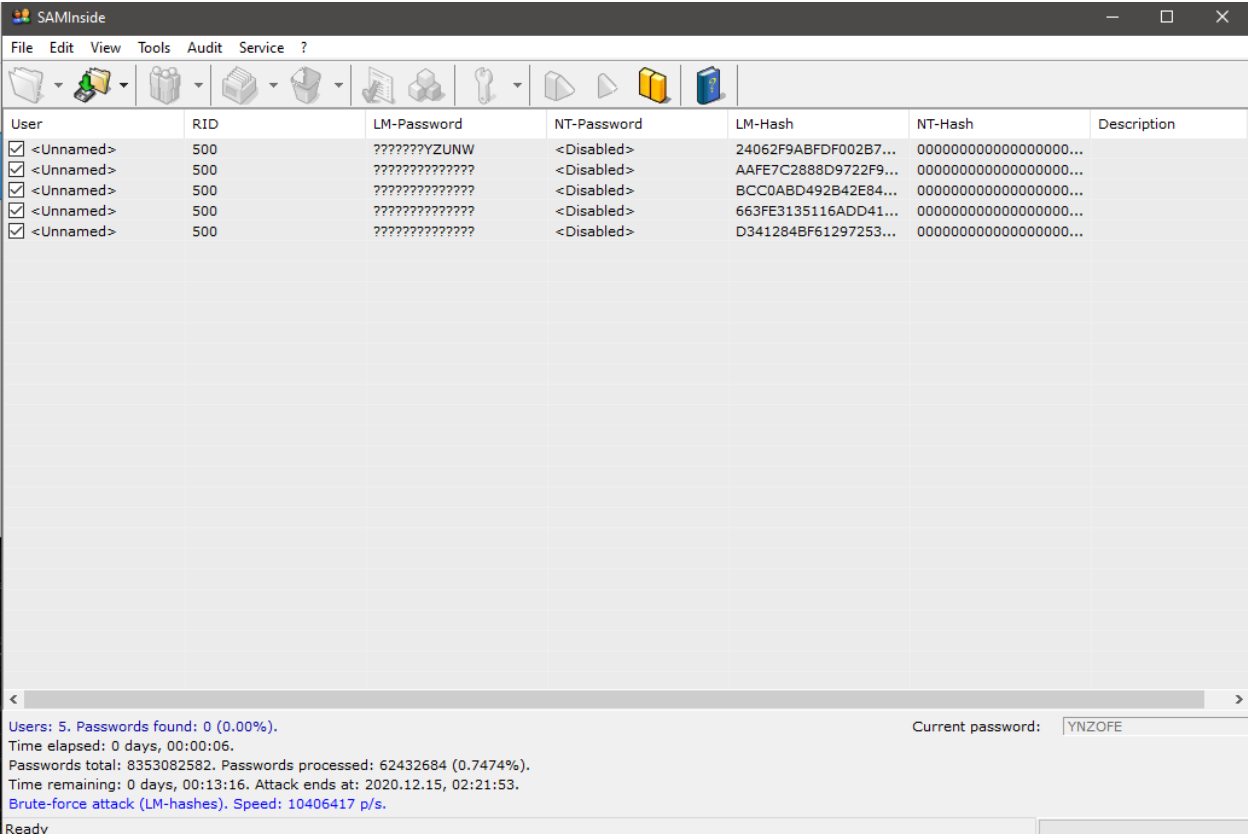 SAMInside
File Edit View Tools Audit Service ?
User RID LM-Password NT-Password LM-Hash NT-Hash Description
<Unnamed> 500 ???????YZUNW <Disabled> 24062F9ABFDF002B7... 000000000000000000...
<Unnamed> 500 ?????????????? <Disabled> AAFE7C2888D9722F9... 000000000000000000...
<Unnamed> 500 ?????????????? <Disabled> BCC0ABD492B42E84... 000000000000000000...
<Unnamed> 500 ?????????????? <Disabled> 663FE3135116ADD41... 000000000000000000...
<Unnamed> 500 ?????????????? <Disabled> D341284BF61297253... 000000000000000000...
Users: 5. Passwords found: 0 (0.00%). Current password: YNZOFE
Time elapsed: 0 days, 00:00:06.
Passwords total: 8353082582. Passwords processed: 62432684 (0.7474%).
Time remaining: 0 days, 00:13:16. Attack ends at: 2020.12.15, 02:21:53.
Brute-force attack (LM-hashes). Speed: 10406417 p/s.
Ready